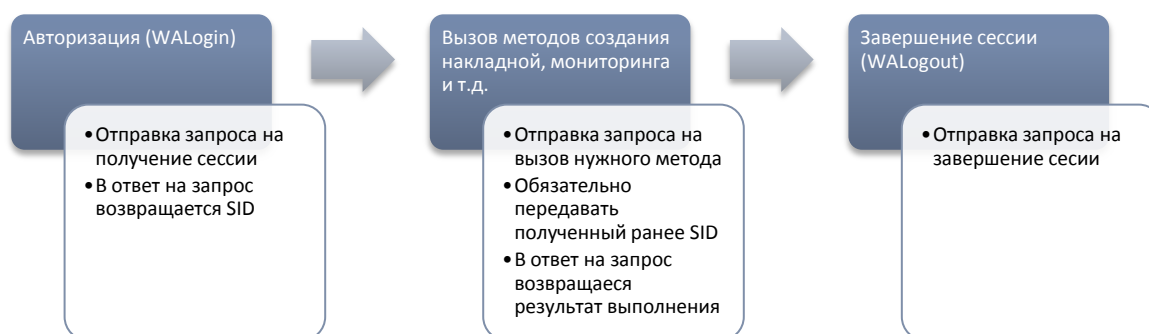 Авторизация (WALogin)
•Отправка запроса на
получение сессии
•В ответ на запрос
возвращается SID
Вызов методов создания
накладной, мониторинга
и т.д.
•Отправка запроса на
вызов нужного метода
•Обязательно
передавать
полученный ранее SID
•В ответ на запрос
возвращаеся
результат выполнения
Завершение сессии
(WALogout)
•Отправка запроса на
завершение сесии